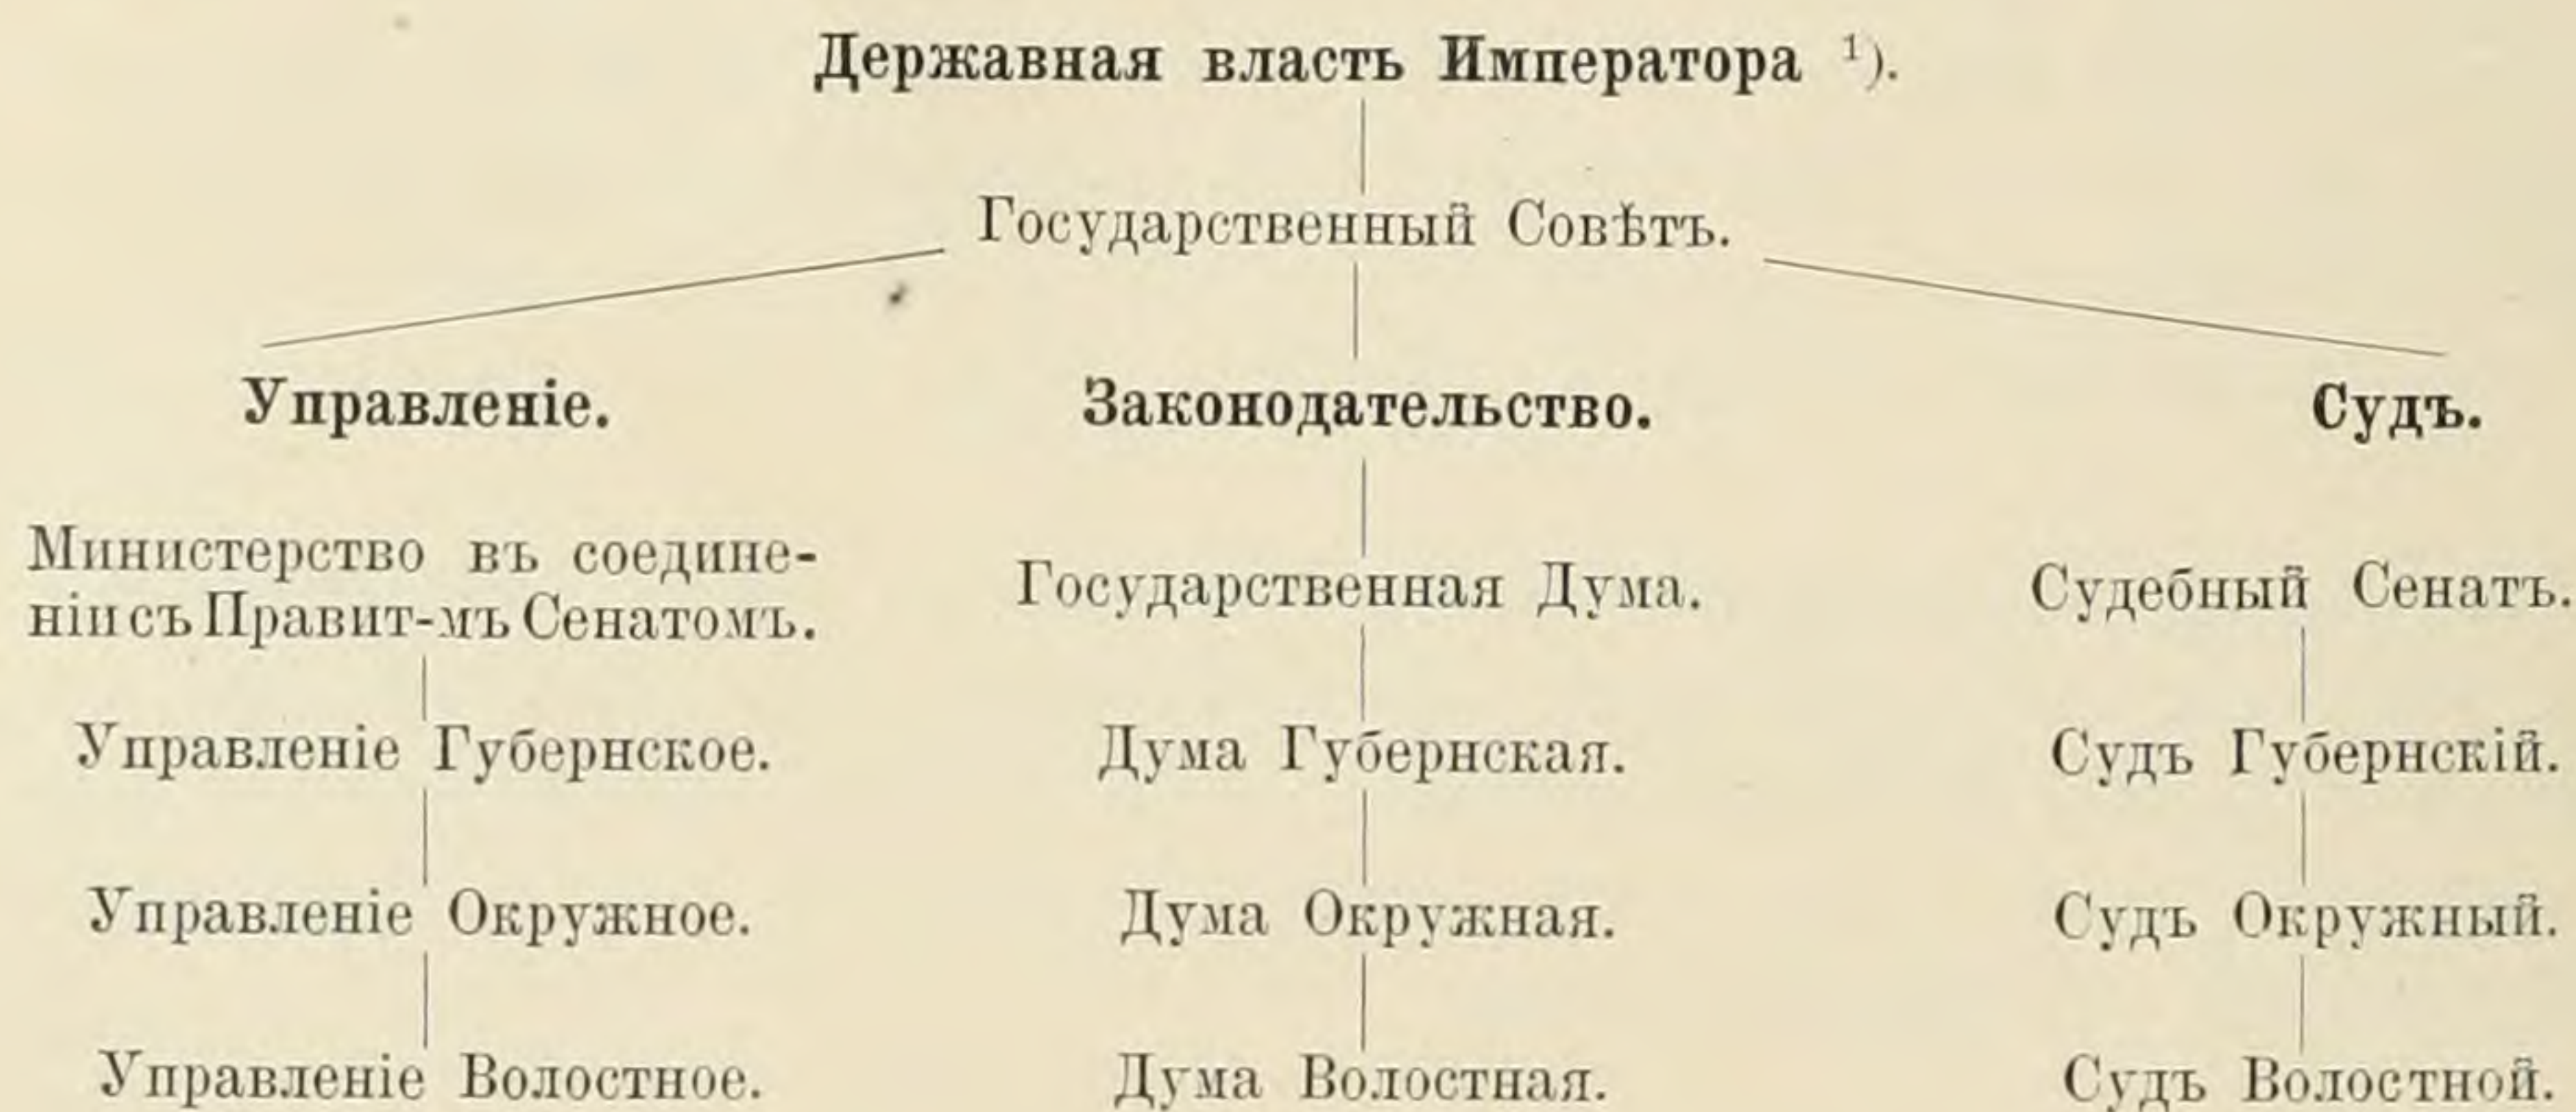 Державная власть Императора ¹).
Государственный Совѣтъ.
Управленіе. Законодательство. Судъ.
Министерство въ соедине-
ніи съ Правит-мъ Сенатомъ. Государственная Дума. Судебный Сенатъ.
Управленіе Губернское. Дума Губернская. Судъ Губернскій.
Управленіе Окружное. Дума Окружная. Судъ Окружный.
Управленіе Волостное. Дума Волостная. Судъ Волостной.